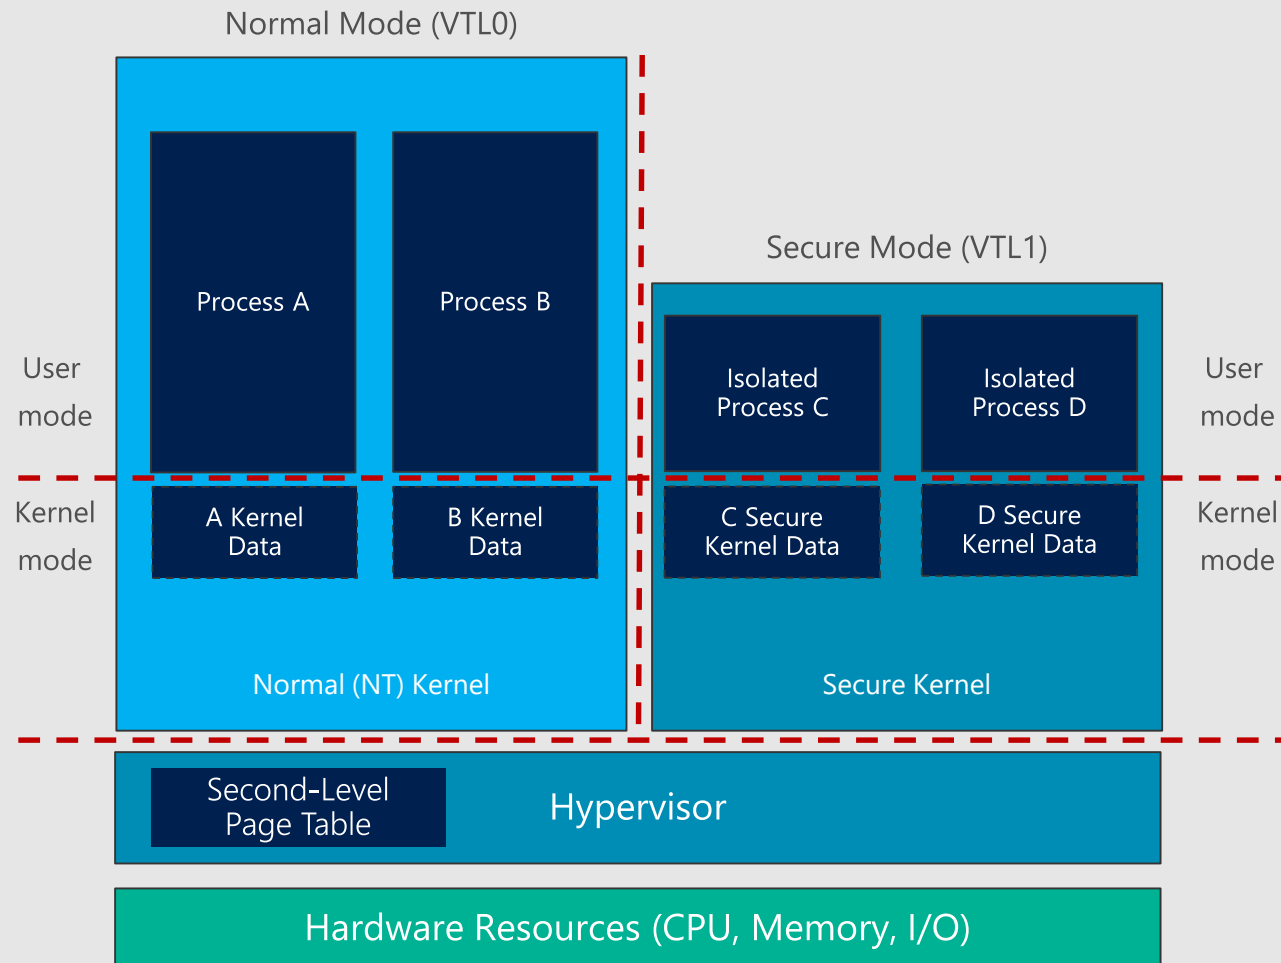 Normal Mode (VTL0)
Process A
Process B
Secure Mode (VTL1)
Isolated
Process C
Isolated
Process D
User
mode
User
mode
Kernel
mode
A Kernel
Data
B Kernel
Data
C Secure
Kernel Data
D Secure
Kernel Data
Kernel
mode
Normal (NT) Kernel
Secure Kernel
Second-Level
Page Table
Hypervisor
Hardware Resources (CPU, Memory, I/O)